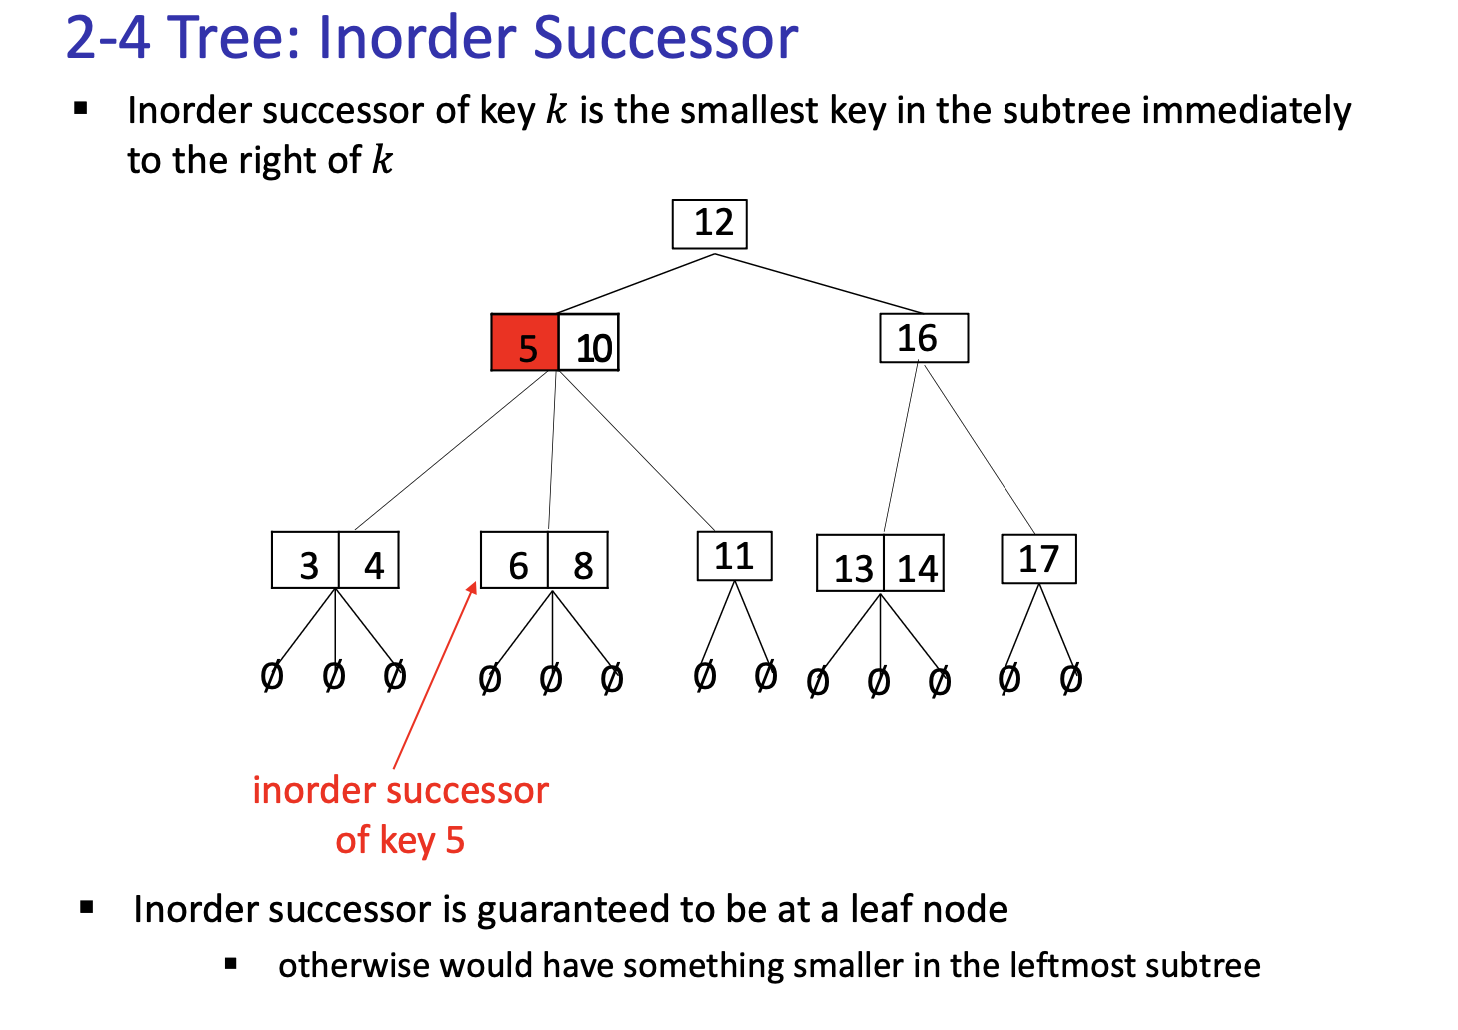 2-4 Tree: Inorder Successor
▪ Inorder successor of key 𝑘 is the smallest key in the subtree immediately
to the right of 𝑘
12
5 10
16
3 4
6 8
11
13 14
17
∅ ∅ ∅ ∅ ∅ ∅ ∅ ∅ ∅ ∅ ∅ ∅ ∅
inorder successor
of key 5
▪ Inorder successor is guaranteed to be at a leaf node
▪ otherwise would have something smaller in the leftmost subtree